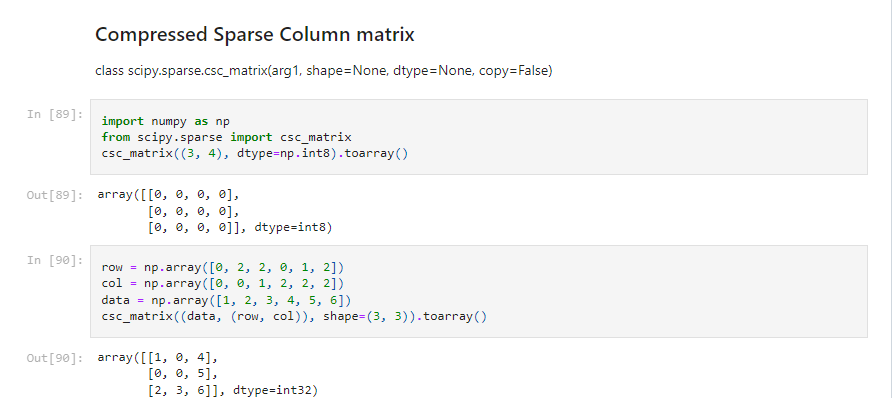 Compressed Sparse Column matrix
class scipy.sparse.csc_matrix(arg1, shape=None, dtype=None, copy=False)
In [89]:
import numpy as np
from scipy.sparse import csc_matrix
csc_matrix((3, 4), dtype=np.int8).toarray()
Out[89]:
array([[0, 0, 0, 0],
       [0, 0, 0, 0],
       [0, 0, 0, 0]], dtype=int8)
In [90]:
row = np.array([0, 2, 2, 0, 1, 2])
col = np.array([0, 0, 1, 2, 2, 2])
data = np.array([1, 2, 3, 4, 5, 6])
csc_matrix((data, (row, col)), shape=(3, 3)).toarray()
Out[90]:
array([[1, 0, 4],
       [0, 0, 5],
       [2, 3, 6]], dtype=int32)